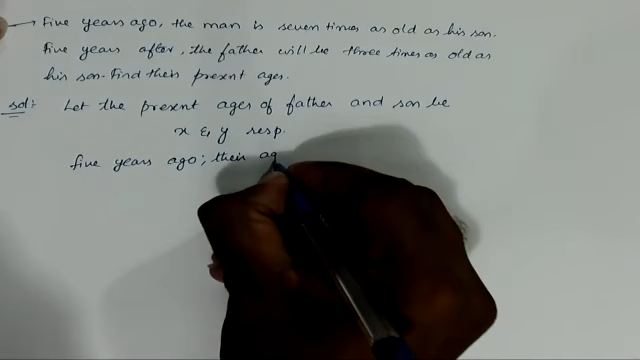 Five years ago, the man is seven times as old as his son.
Five years after, the father will be three times as old as
his son. Find their present ages.
sol: Let the present ages of father and son be
x & y resp.
five years ago; their ag